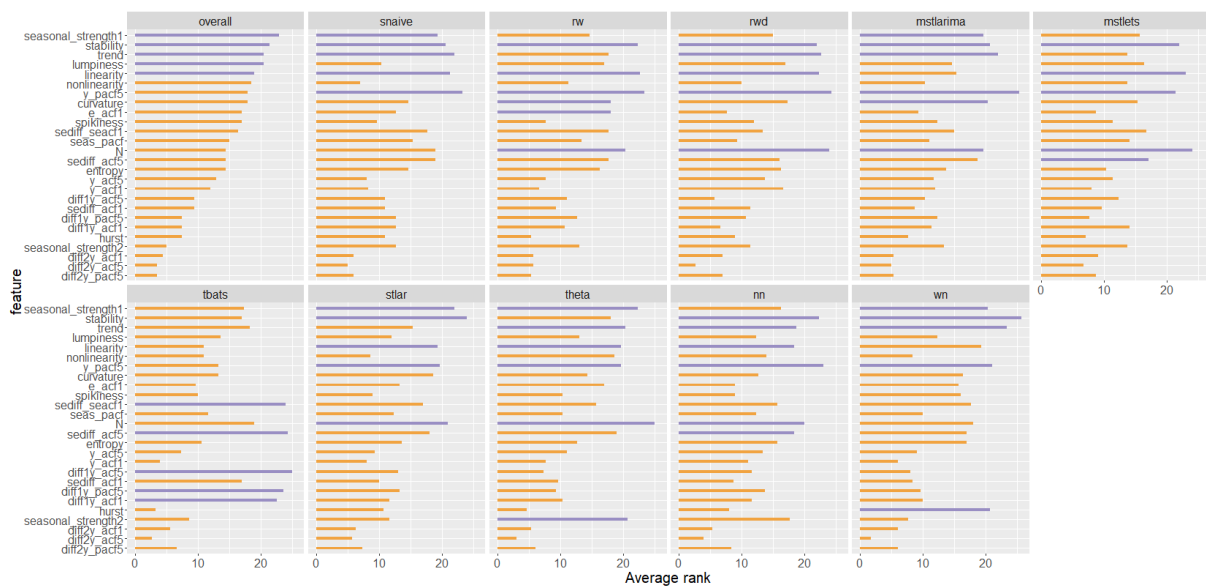 overall snaive rw rwd mstlarima mstlets
seasonal_strength1
stability
trend
lumpiness
linearity
nonlinearity
y_pacf5
curvature
e_acf1
spikiness
sediff_seacf1
seas_pacf
N
sediff_acf5
entropy
y_acf5
y_acf1
diff1y_acf5
sediff_acf1
diff1y_pacf5
diff1y_acf1
hurst
seasonal_strength2
diff2y_acf1
diff2y_acf5
diff2y_pacf5
0 10 20
tbats stlar theta nn wn
seasonal_strength1
stability
trend
lumpiness
linearity
nonlinearity
y_pacf5
curvature
e_acf1
spikiness
sediff_seacf1
seas_pacf
N
sediff_acf5
entropy
y_acf5
y_acf1
diff1y_acf5
sediff_acf1
diff1y_pacf5
diff1y_acf1
hurst
seasonal_strength2
diff2y_acf1
diff2y_acf5
diff2y_pacf5
0 10 20 0 10 20 0 10 20 0 10 20 0 10 20
feature
Average rank